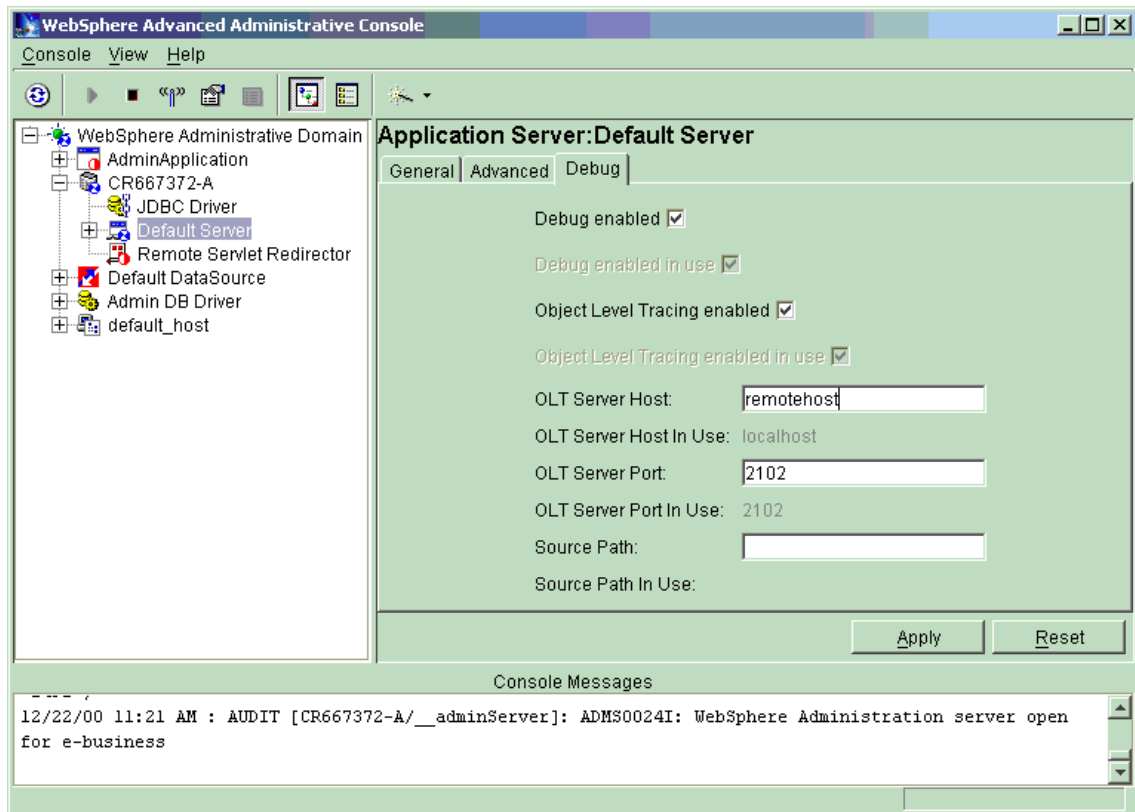 WebSphere Advanced Administrative Console
Console View Help
WebSphere Administrative Domain
AdminApplication
CR667372-A
JDBC Driver
Default Server
Remote Servlet Redirector
Default DataSource
Admin DB Driver
default_host
Application Server:Default Server
General Advanced Debug
Debug enabled
Debug enabled in use
Object Level Tracing enabled
Object Level Tracing enabled in use
OLT Server Host: remotehost
OLT Server Host In Use: localhost
OLT Server Port: 2102
OLT Server Port In Use: 2102
Source Path:
Source Path In Use:
Apply Reset
Console Messages
12/22/00 11:21 AM : AUDIT [CR667372-A/__adminServer]: ADMS0024I: WebSphere Administration server open
for e-business